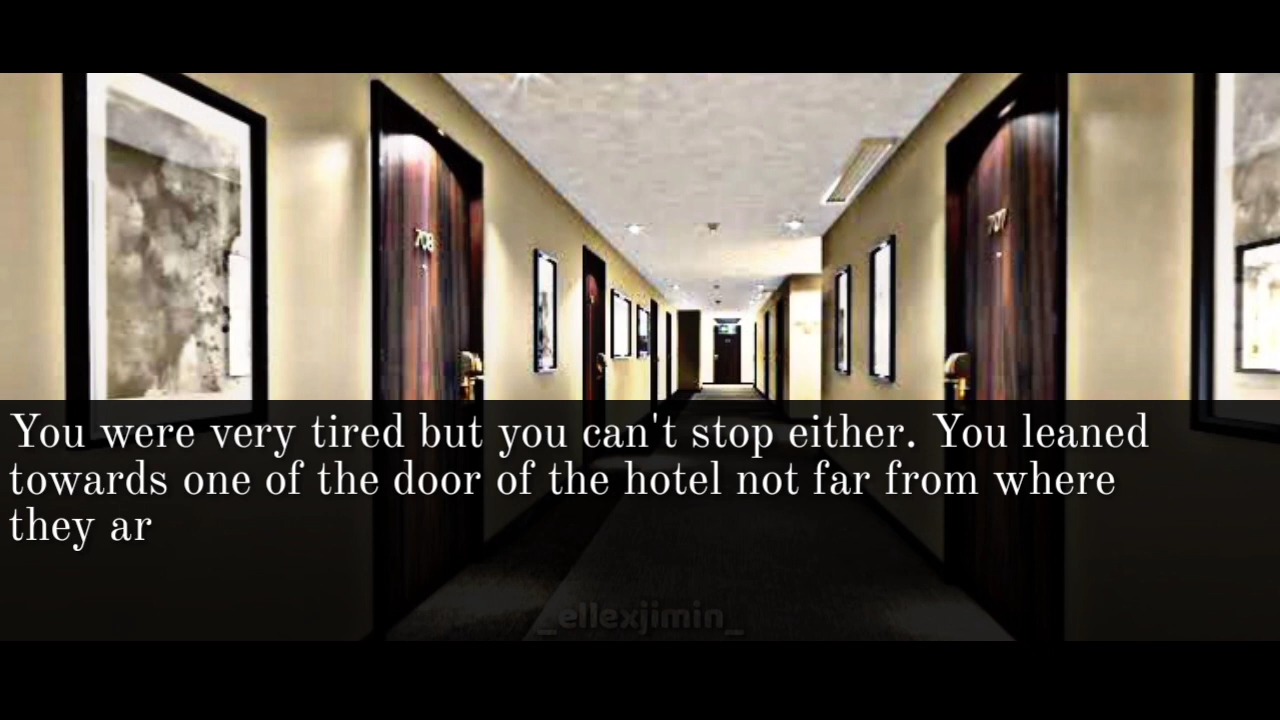 708
707
You were very tired but you can't stop either. You leaned
towards one of the door of the hotel not far from where
they ar
_ellexjimin_